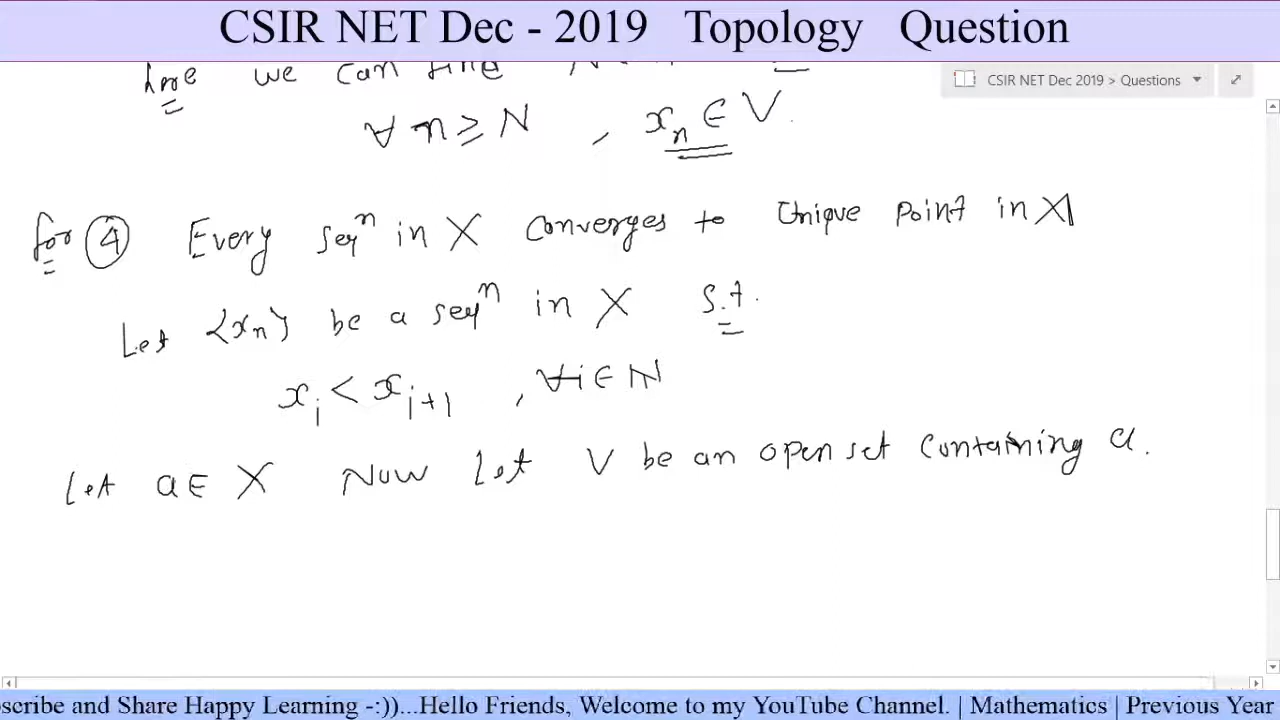 CSIR NET Dec - 2019 Topology Question
CSIR NET Dec 2019 > Questions
here we can find
∀ n ≥ N , xₙ ∈ V.
for ④ Every seqⁿ in X converges to Unique Point in X
Let <xₙ> be a seqⁿ in X s.t.
xᵢ < xᵢ₊₁ , ∀ i ∈ ℕ
Let a ∈ X Now Let V be an open set containing a.
scribe and Share Happy Learning -:))...Hello Friends, Welcome to my YouTube Channel. | Mathematics | Previous Year